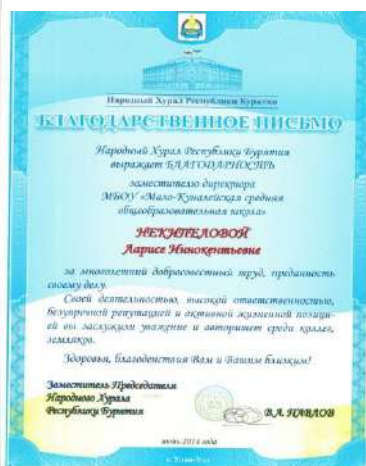 Народный Хурал Республики Бурятия
БЛАГОДАРСТВЕННОЕ ПИСЬМО
Народный Хурал Республики Бурятия
выражает БЛАГОДАРНОСТЬ
заместителю директора
МБОУ «Мало-Куналейская средняя
общеобразовательная школа»
НЕКИПЕЛОВОЙ
Ларисе Иннокентьевне
за многолетний добросовестный труд, преданность
своему делу.
Своей деятельностью, высокой ответственностью,
безупречной репутацией и активной жизненной позици-
ей вы заслужили уважение и авторитет среди коллег,
земляков.
Здоровья, благоденствия Вам и Вашим близким!
Заместитель Председателя
Народного Хурала
Республики Бурятия
В.А. ПАВЛОВ
июнь 2014 года
г. Улан-Удэ